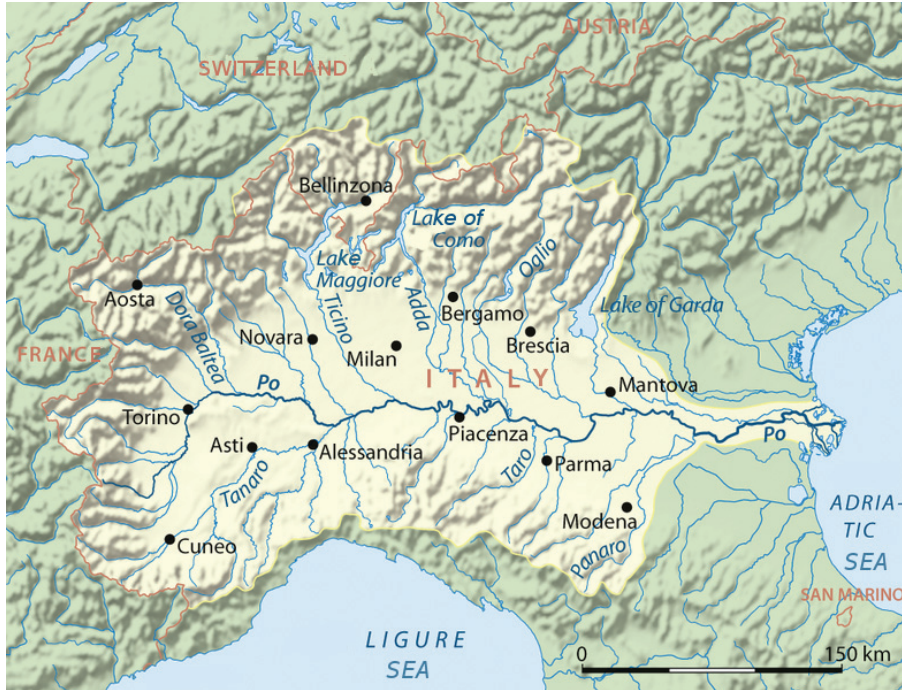 AUSTRIA
SWITZERLAND
Bellinzona
Lake of
Como
Lake
Maggiore
Oglio
Aosta
Dora Baltea
Ticino
Adda
Bergamo
Lake of Garda
Novara
Milan
Brescia
FRANCE
ITALY
Po
Mantova
Torino
Piacenza
Po
Asti
Alessandria
Tanaro
Taro
Parma
Modena
ADRIA-
TIC
SEA
Cuneo
Panaro
SAN MARINO
LIGURE
SEA
0 150 km